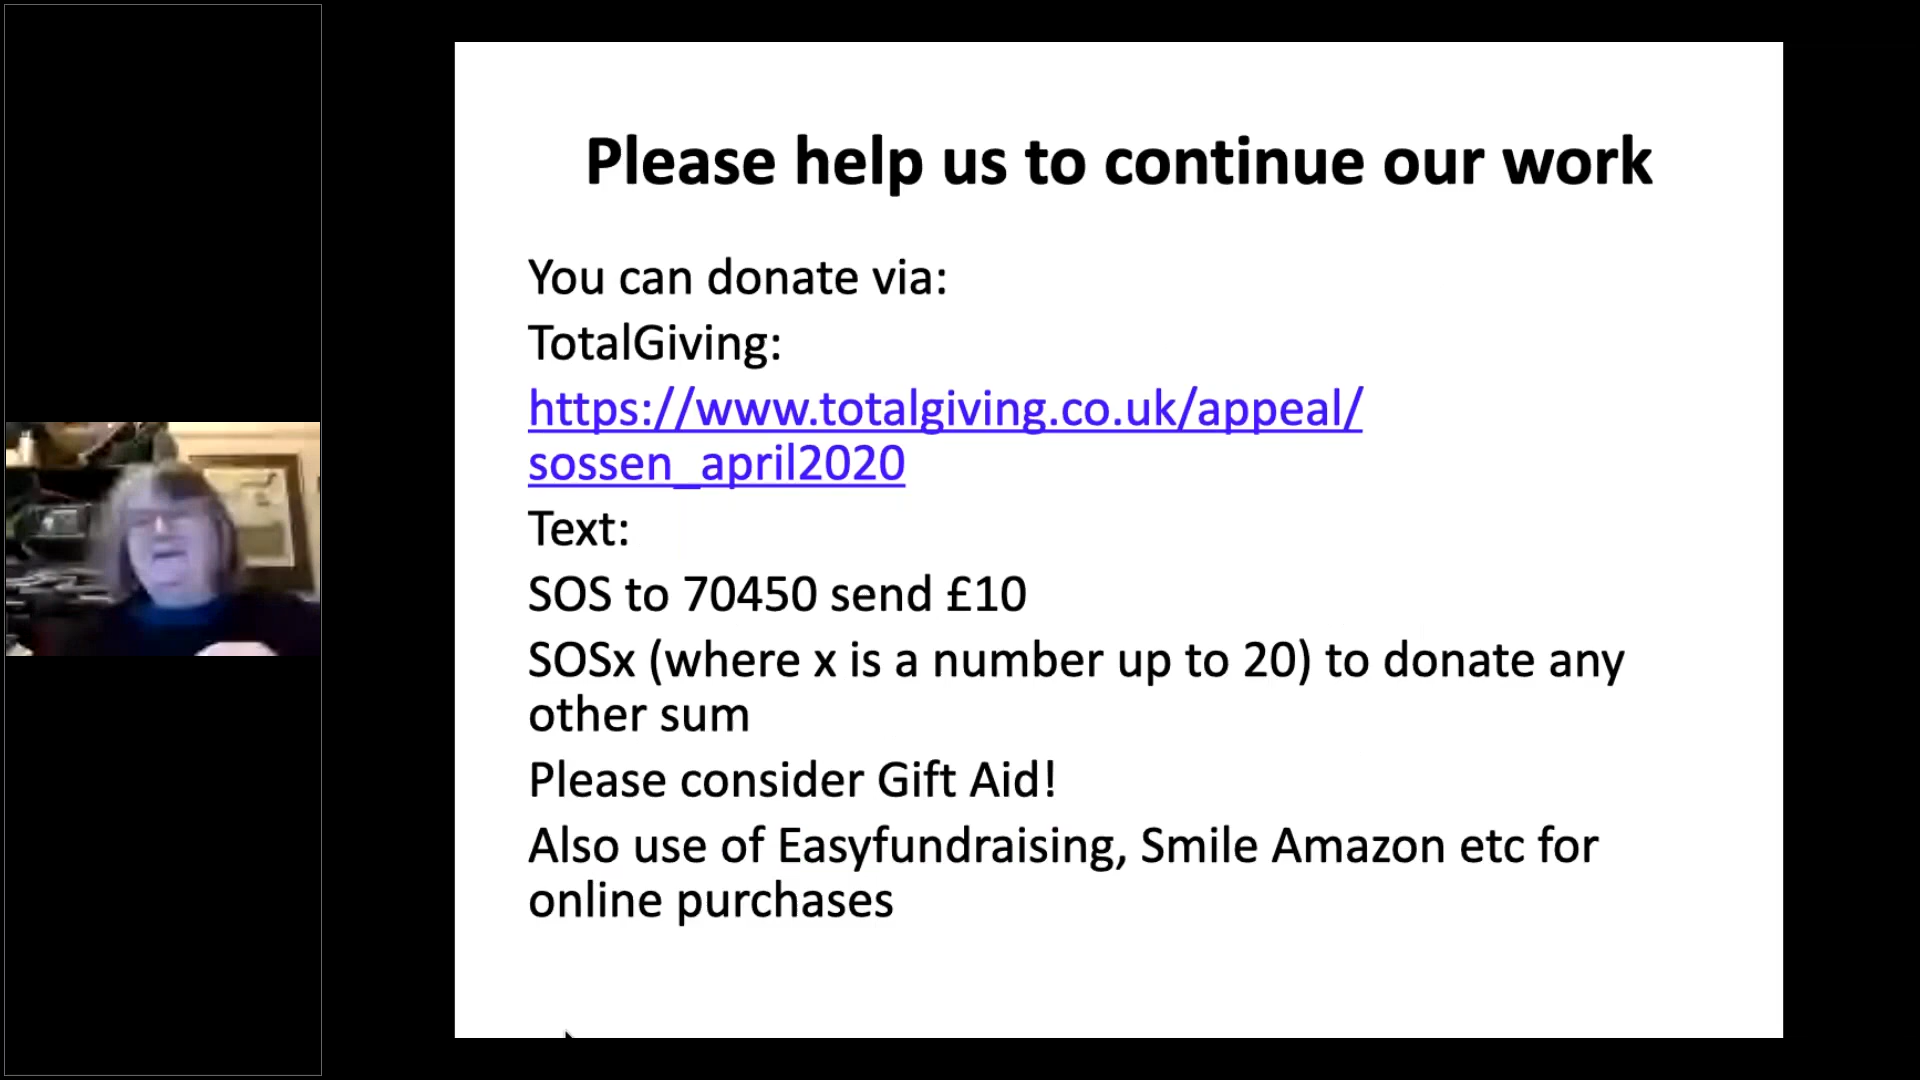 Please help us to continue our work
You can donate via:
TotalGiving:
https://www.totalgiving.co.uk/appeal/
sossen_april2020
Text:
SOS to 70450 send £10
SOSx (where x is a number up to 20) to donate any
other sum
Please consider Gift Aid!
Also use of Easyfundraising, Smile Amazon etc for
online purchases